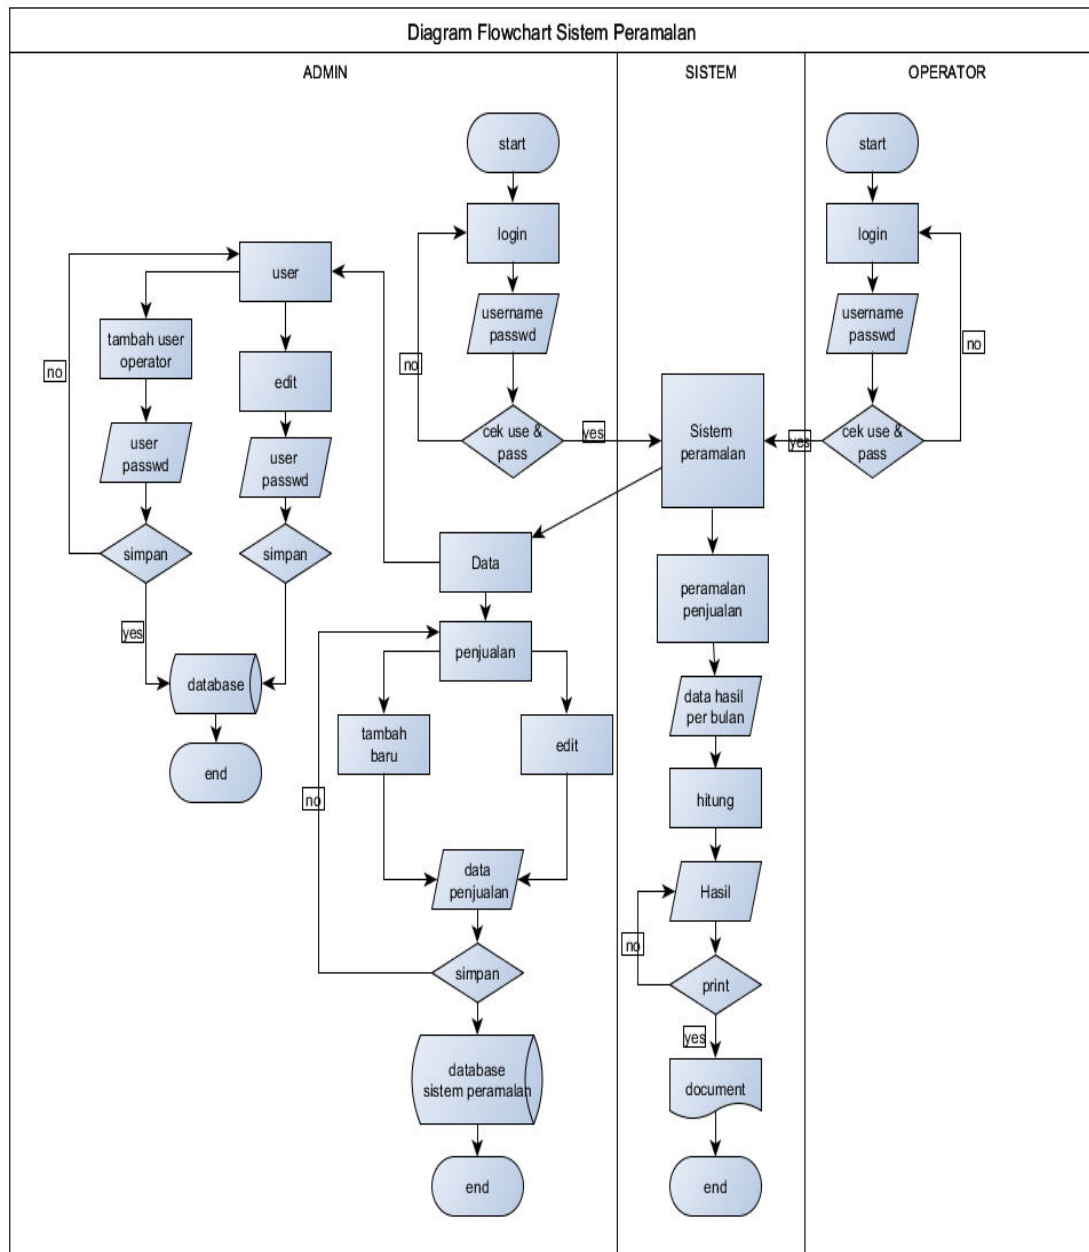 Diagram Flowchart Sistem Peramalan
ADMIN
SISTEM
OPERATOR
start
login
username
passwd
no
cek use &
pass
yes
user
tambah user
operator
no
user
passwd
simpan
yes
edit
user
passwd
simpan
database
end
Data
penjualan
tambah
baru
edit
no
data
penjualan
simpan
database
sistem peramalan
end
Sistem
peramalan
peramalan
penjualan
data hasil
per bulan
hitung
Hasil
no
print
yes
document
end
start
login
username
passwd
no
cek use &
pass
yes